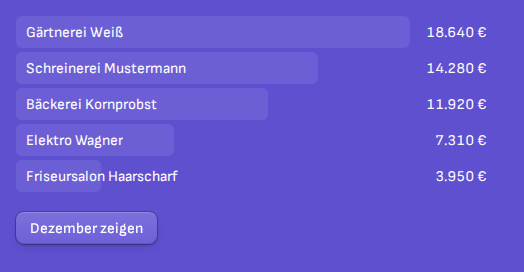 Gärtnerei Weiß 18.640 €
Schreinerei Mustermann 14.280 €
Bäckerei Kornprobst 11.920 €
Elektro Wagner 7.310 €
Friseursalon Haarscharf 3.950 €
Dezember zeigen